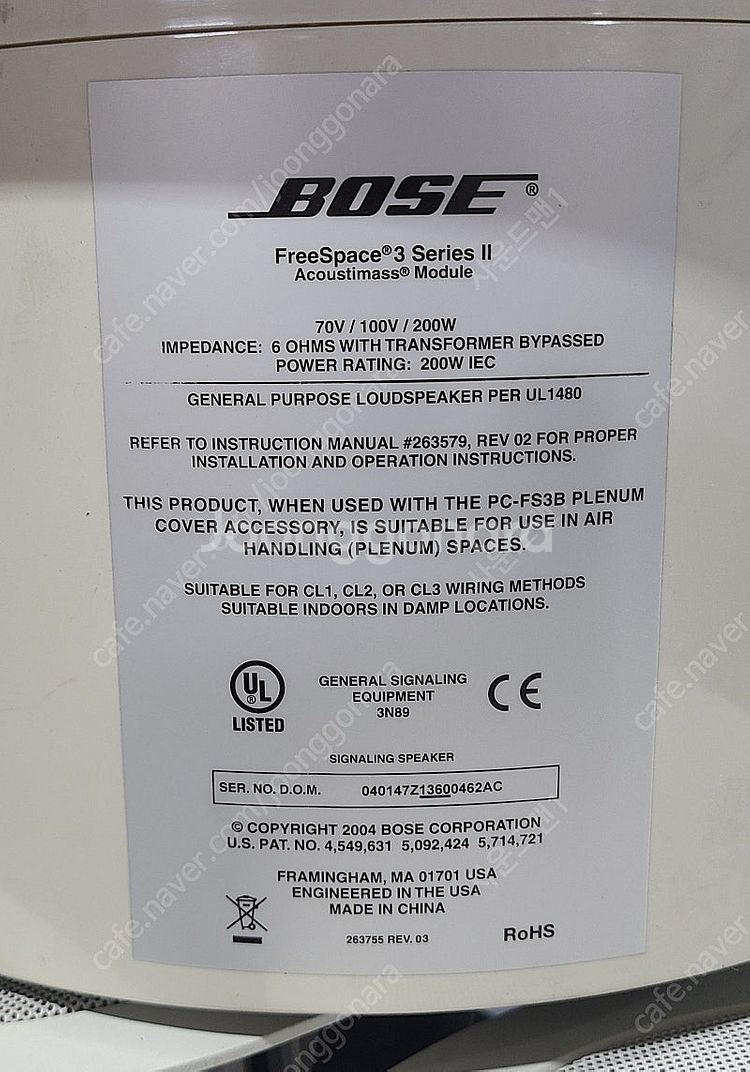 BOSE®
FreeSpace® 3 Series II
Acoustimass® Module
70V / 100V / 200W
IMPEDANCE: 6 OHMS WITH TRANSFORMER BYPASSED
POWER RATING: 200W IEC
GENERAL PURPOSE LOUDSPEAKER PER UL1480
REFER TO INSTRUCTION MANUAL #263579, REV 02 FOR PROPER
INSTALLATION AND OPERATION INSTRUCTIONS.
THIS PRODUCT, WHEN USED WITH THE PC-FS3B PLENUM
COVER ACCESSORY, IS SUITABLE FOR USE IN AIR
HANDLING (PLENUM) SPACES.
SUITABLE FOR CL1, CL2, OR CL3 WIRING METHODS
SUITABLE INDOORS IN DAMP LOCATIONS.
UL ®
LISTED
GENERAL SIGNALING
EQUIPMENT
3N89
CE
SIGNALING SPEAKER
SER. NO. D.O.M. 040147Z13600462AC
© COPYRIGHT 2004 BOSE CORPORATION
U.S. PAT. NO. 4,549,631 5,092,424 5,714,721
FRAMINGHAM, MA 01701 USA
ENGINEERED IN THE USA
MADE IN CHINA
263755 REV. 03
RoHS
cafe.naver.com/joonggonara
joonggonara